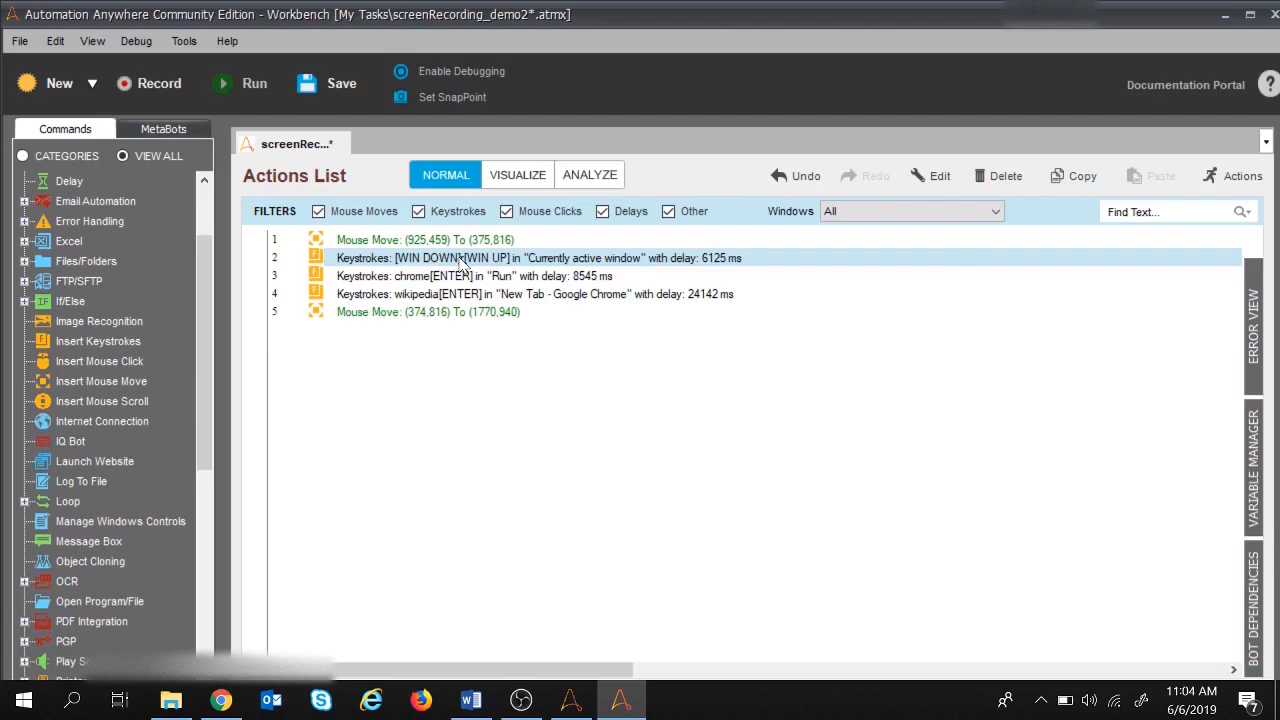 Automation Anywhere Community Edition - Workbench [My Tasks\screenRecording_demo2*.atmx]
File Edit View Debug Tools Help
New Record Run Save
Enable Debugging
Set SnapPoint
Documentation Portal ?
Commands MetaBots
CATEGORIES VIEW ALL
Delay
Email Automation
Error Handling
Excel
Files/Folders
FTP/SFTP
If/Else
Image Recognition
Insert Keystrokes
Insert Mouse Click
Insert Mouse Move
Insert Mouse Scroll
Internet Connection
IQ Bot
Launch Website
Log To File
Loop
Manage Windows Controls
Message Box
Object Cloning
OCR
Open Program/File
PDF Integration
PGP
screenRec...*
Actions List NORMAL VISUALIZE ANALYZE Undo Redo Edit Delete Copy Paste Actions
FILTERS Mouse Moves Keystrokes Mouse Clicks Delays Other Windows All Find Text...
1 Mouse Move: (925,459) To (375,816)
2 Keystrokes: [WIN DOWN][WIN UP] in "Currently active window" with delay: 6125 ms
3 Keystrokes: chrome[ENTER] in "Run" with delay: 8545 ms
4 Keystrokes: wikipedia[ENTER] in "New Tab - Google Chrome" with delay: 24142 ms
5 Mouse Move: (374,816) To (1770,940)
ERROR VIEW
VARIABLE MANAGER
BOT DEPENDENCIES
11:04 AM
6/6/2019
7